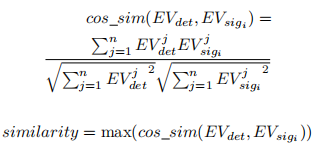 cos_sim(EV_{det}, EV_{sig_i}) =
\frac{\sum_{j=1}^{n} EV_{det}^{j} EV_{sig_i}^{j}}{\sqrt{\sum_{j=1}^{n} {EV_{det}^{j}}^{2}} \sqrt{\sum_{j=1}^{n} {EV_{sig_i}^{j}}^{2}}}
similarity = max(cos_sim(EV_{det}, EV_{sig_i}))